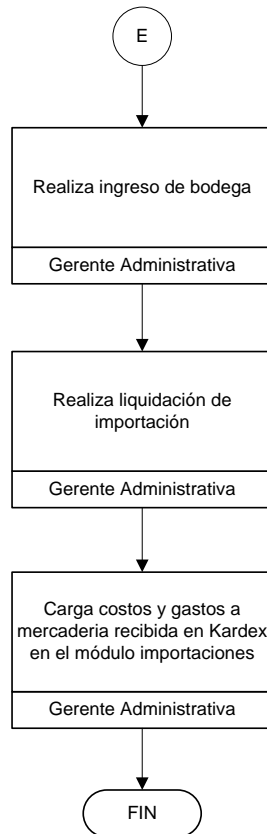 E
Realiza ingreso de bodega
Gerente Administrativa
Realiza liquidación de
importación
Gerente Administrativa
Carga costos y gastos a
mercaderia recibida en Kardex
en el módulo importaciones
Gerente Administrativa
FIN